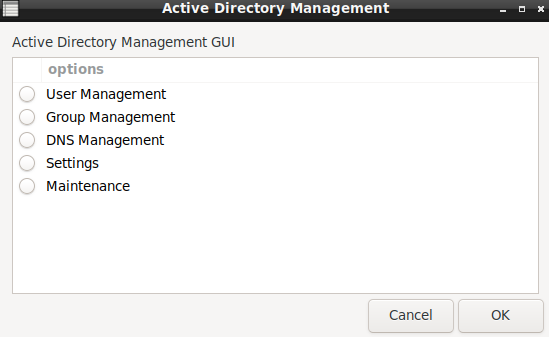 Active Directory Management
Active Directory Management GUI
options
User Management
Group Management
DNS Management
Settings
Maintenance
Cancel OK